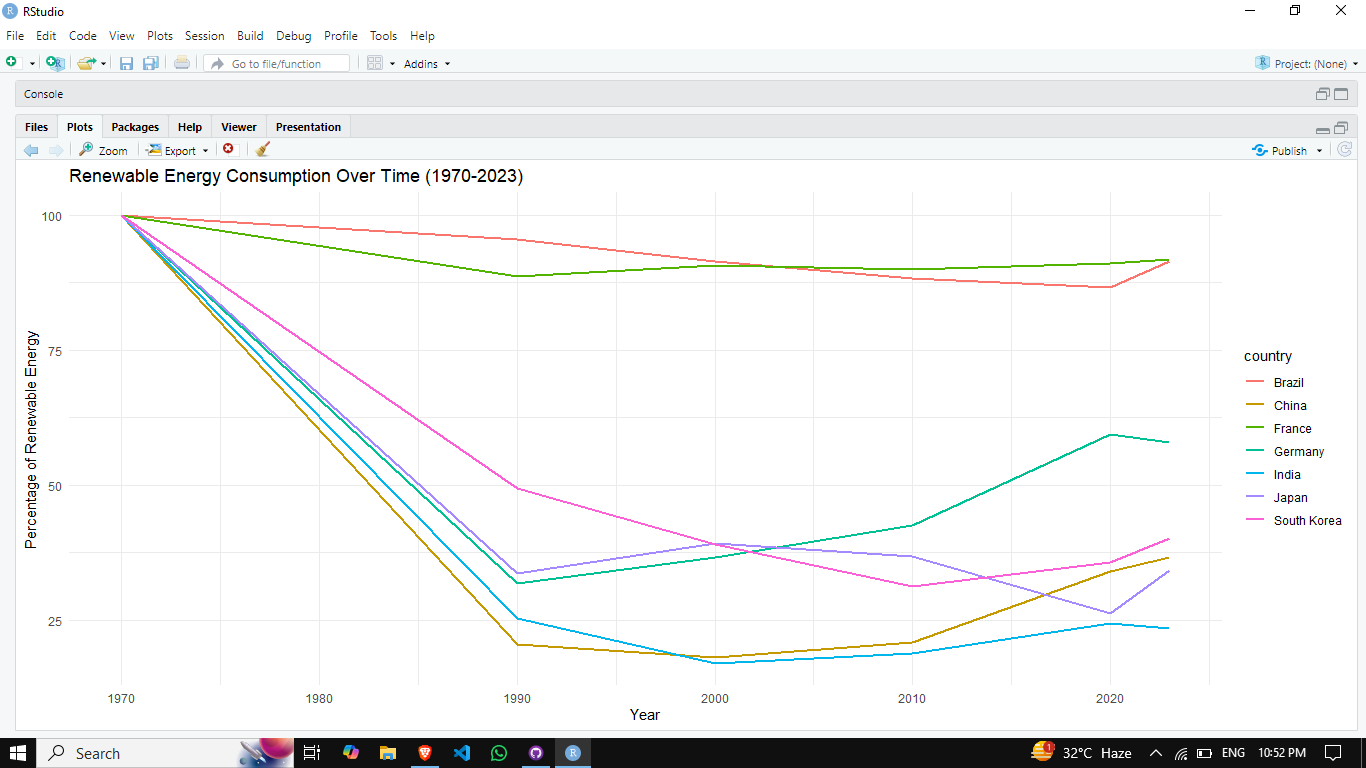 RStudio
File Edit Code View Plots Session Build Debug Profile Tools Help
Go to file/function Addins Project: (None)
Console
Files Plots Packages Help Viewer Presentation
Zoom Export Publish
Renewable Energy Consumption Over Time (1970-2023)
100
75
50
25
Percentage of Renewable Energy
1970 1980 1990 2000 2010 2020
Year
country
Brazil
China
France
Germany
India
Japan
South Korea
Search 1 32°C Haze ENG 10:52 PM